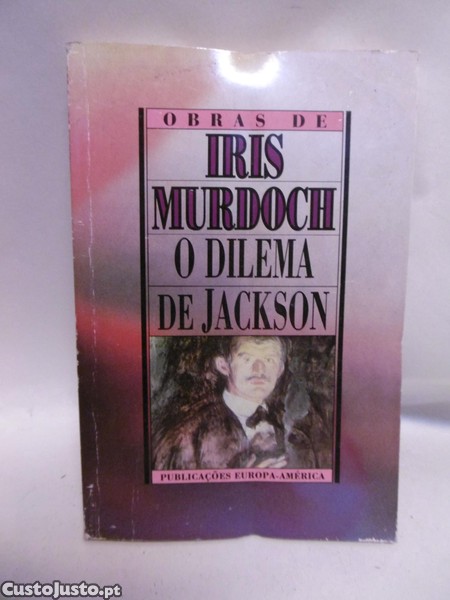 OBRAS DE
IRIS
MURDOCH
O DILEMA
DE JACKSON
PUBLICAÇÕES EUROPA-AMÉRICA
CustoJusto.pt